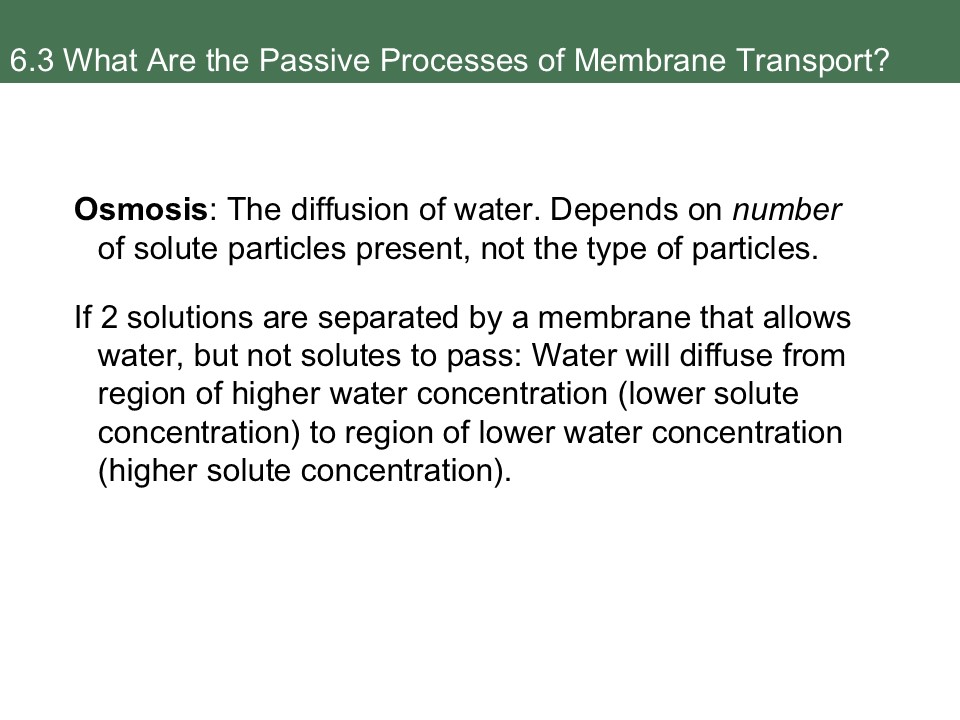 6.3 What Are the Passive Processes of Membrane Transport?
Osmosis: The diffusion of water. Depends on number
of solute particles present, not the type of particles.
If 2 solutions are separated by a membrane that allows
water, but not solutes to pass: Water will diffuse from
region of higher water concentration (lower solute
concentration) to region of lower water concentration
(higher solute concentration).